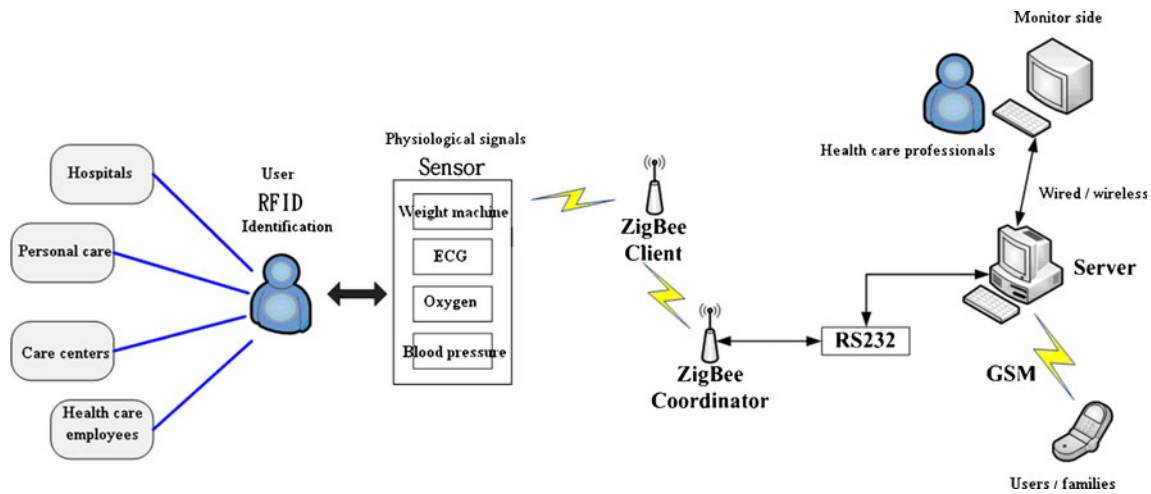 Monitor side
Health care professionals
Wired / wireless
Physiological signals
Sensor
Weight machine
ECG
Oxygen
Blood pressure
User
RFID
Identification
Hospitals
Personal care
Care centers
Health care
employees
ZigBee
Client
ZigBee
Coordinator
RS232
Server
GSM
Users / families